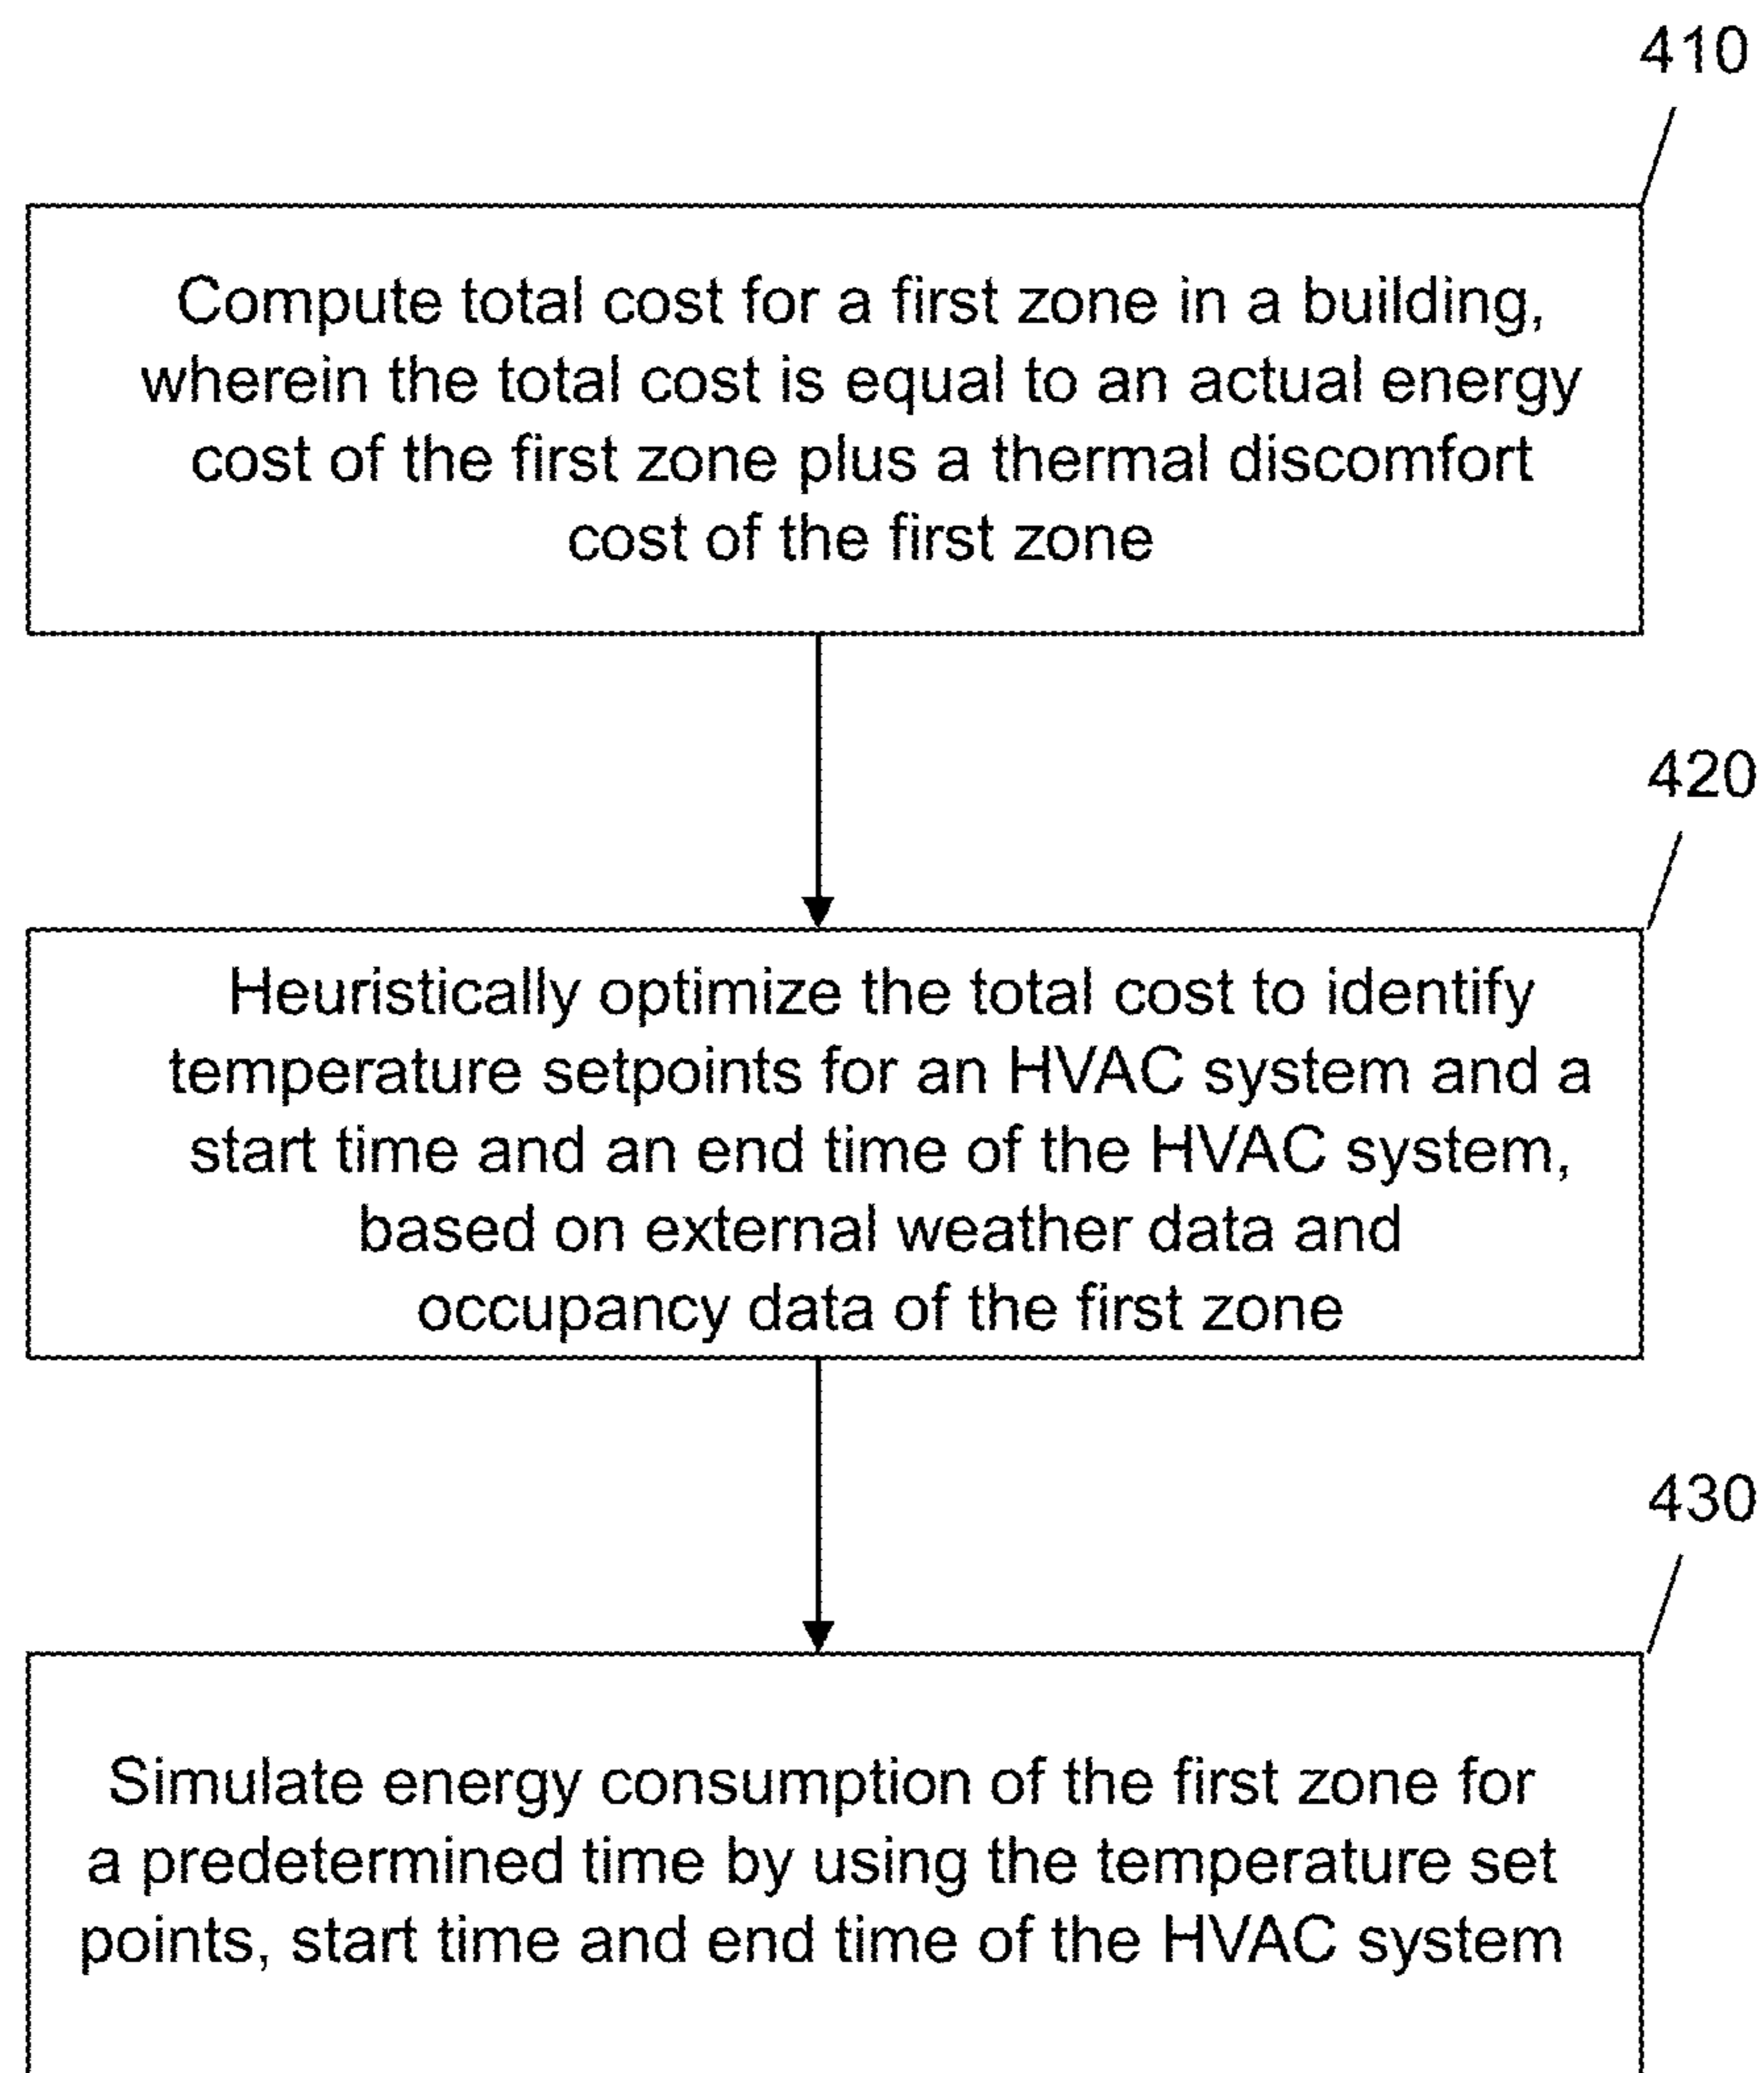 410
Compute total cost for a first zone in a building,
wherein the total cost is equal to an actual energy
cost of the first zone plus a thermal discomfort
cost of the first zone
420
Heuristically optimize the total cost to identify
temperature setpoints for an HVAC system and a
start time and an end time of the HVAC system,
based on external weather data and
occupancy data of the first zone
430
Simulate energy consumption of the first zone for
a predetermined time by using the temperature set
points, start time and end time of the HVAC system